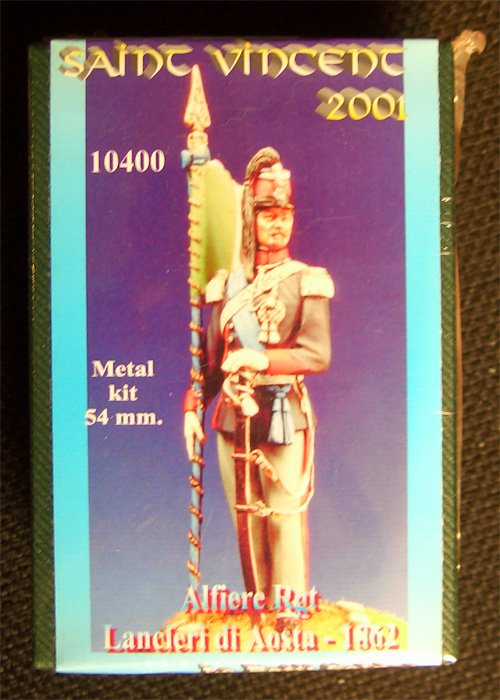 Saint Vincent
2001
10400
Metal
kit
54 mm.
Alfiere Rgt.
Lancieri di Aosta - 1862